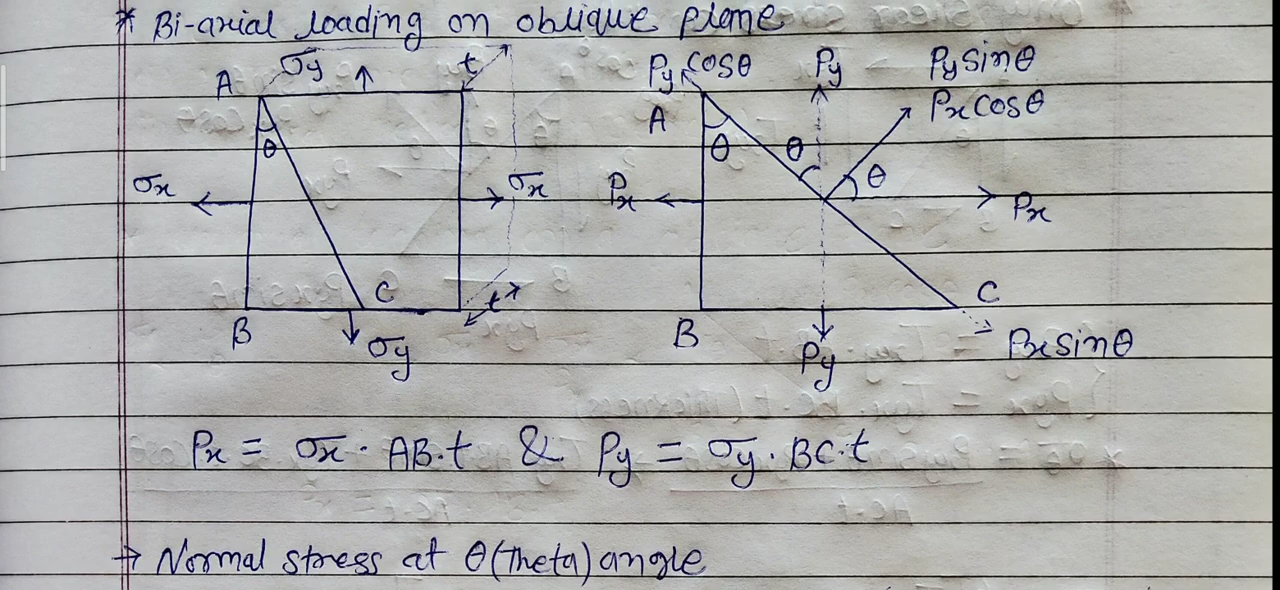 * Bi-axial loading on oblique plane
σy t Py cosθ Py Py sinθ
A Px cosθ
A
θ θ θ θ
σx σx Px Px
C C
t
B B
σy Py Px sinθ
Px = σx · AB·t & Py = σy · BC·t
→ Normal stress at θ(theta) angle